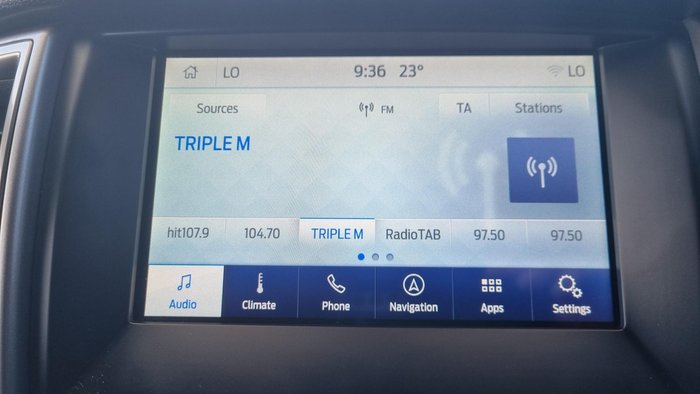 LO 9:36 23° LO
Sources FM TA Stations
TRIPLE M
hit107.9 104.70 TRIPLE M RadioTAB 97.50 97.50
Audio Climate Phone Navigation Apps Settings